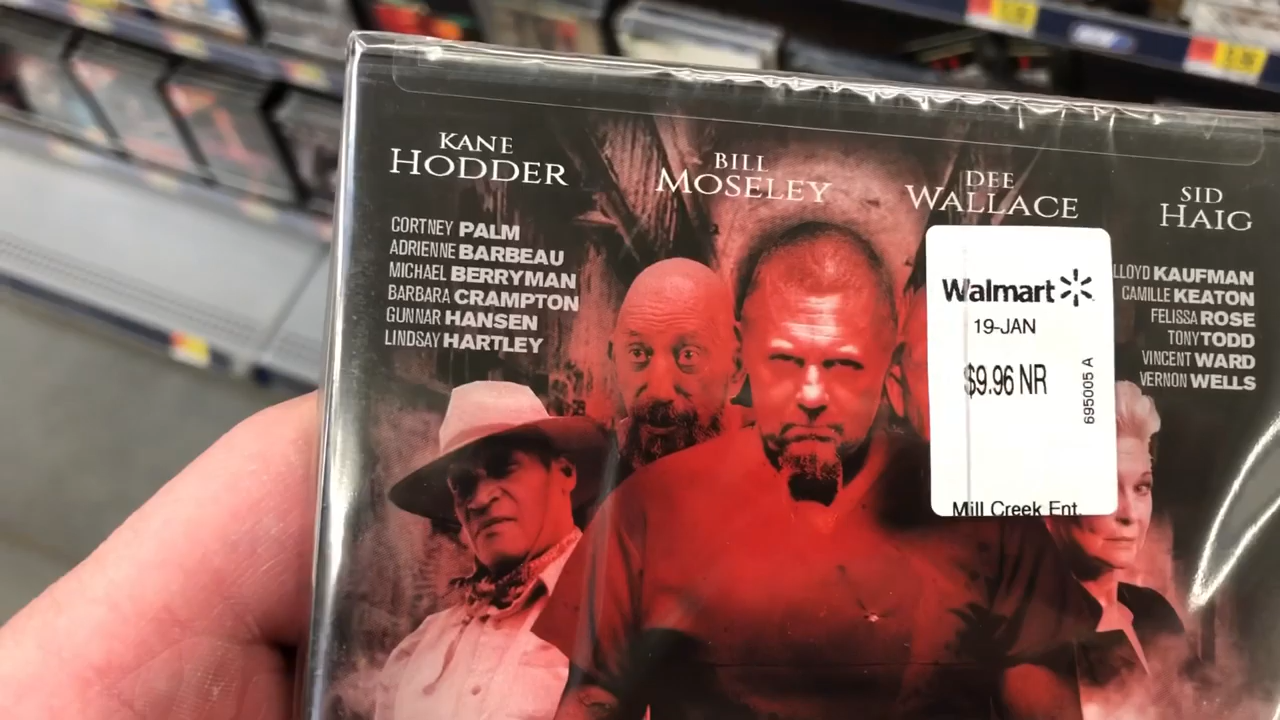 KANE
HODDER
BILL
MOSELEY
DEE
WALLACE
SID
HAIG
CORTNEY PALM
ADRIENNE BARBEAU
MICHAEL BERRYMAN
BARBARA CRAMPTON
GUNNAR HANSEN
LINDSAY HARTLEY
LLOYD KAUFMAN
CAMILLE KEATON
FELISSA ROSE
TONY TODD
VINCENT WARD
VERNON WELLS
Walmart
19-JAN
$9.96 NR
695005 A
Mill Creek Ent.